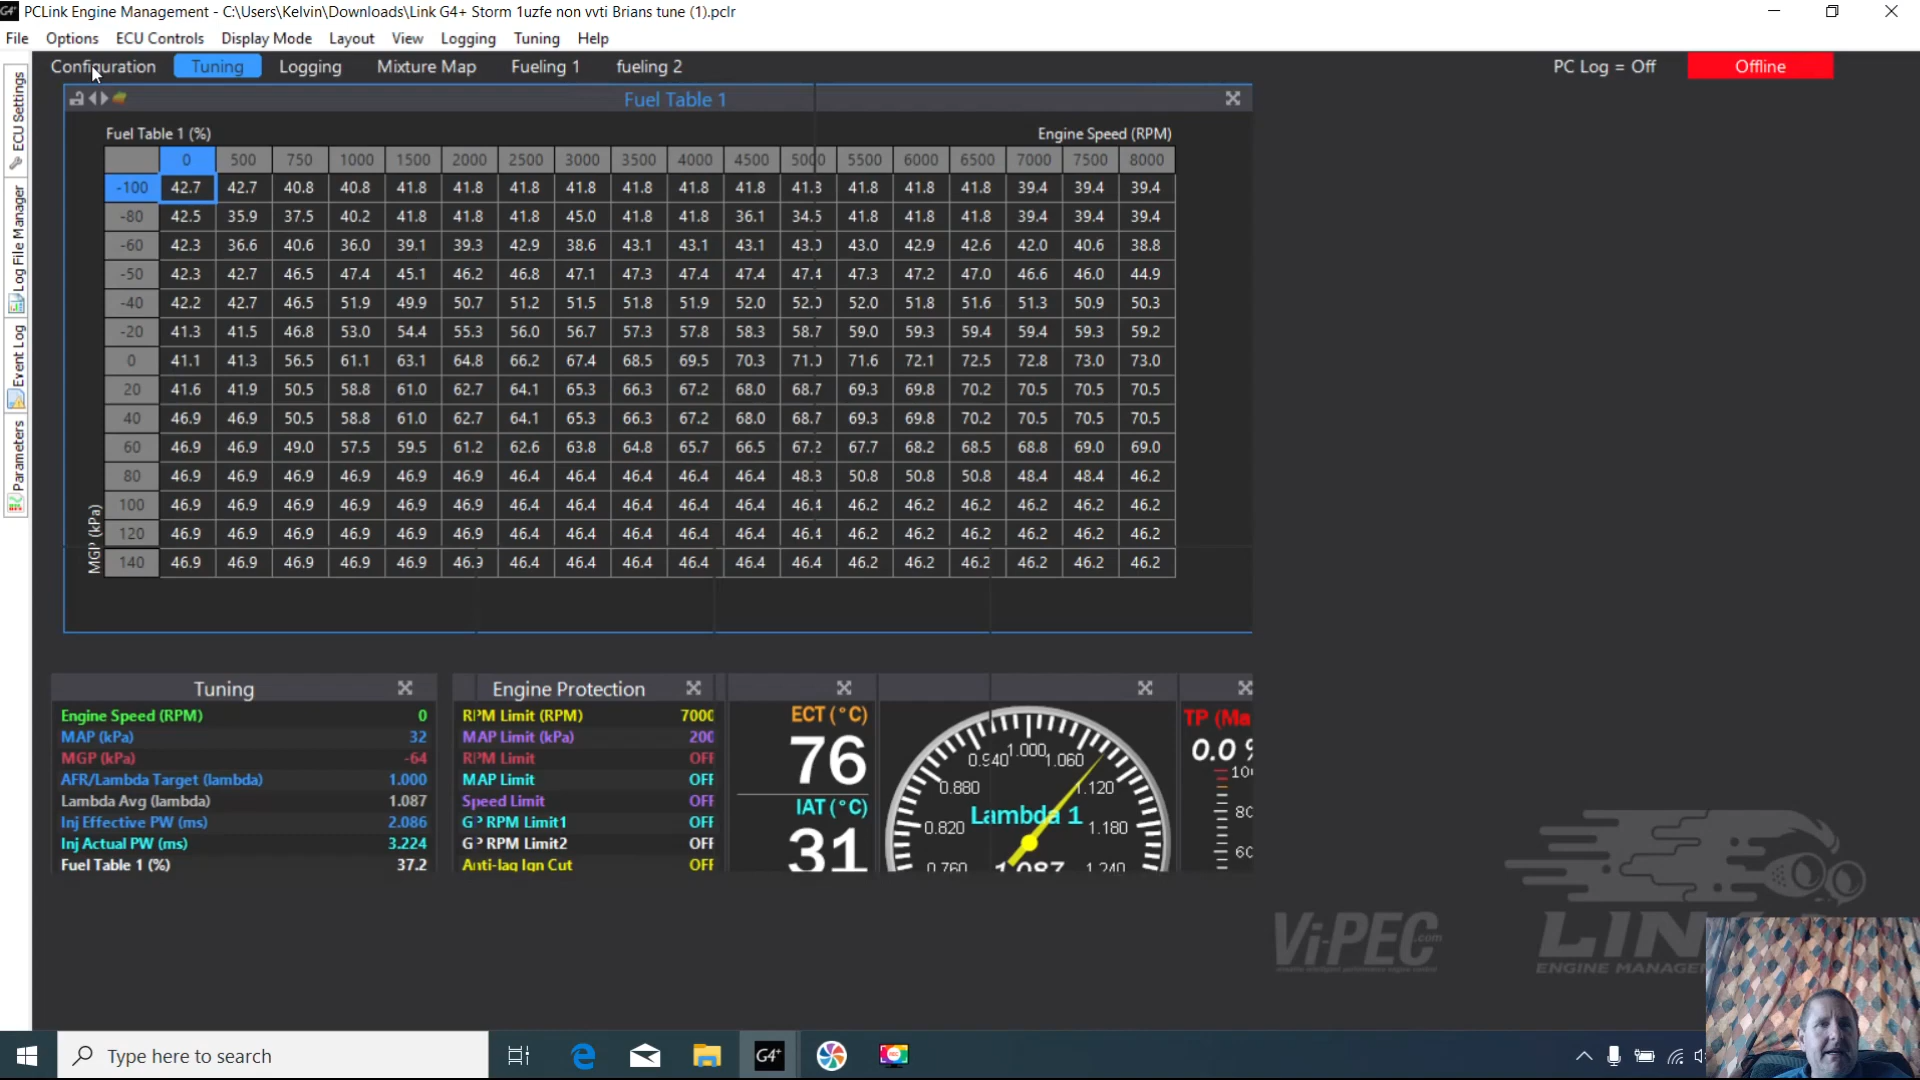 G4+ PCLink Engine Management - C:\Users\Kelvin\Downloads\Link G4+ Storm 1uzfe non vvti Brians tune (1).pclr
File Options ECU Controls Display Mode Layout View Logging Tuning Help
Configuration Tuning Logging Mixture Map Fueling 1 fueling 2 PC Log = Off Offline
ECU Settings
Log File Manager
Event Log
Parameters
Fuel Table 1
Fuel Table 1 (%) Engine Speed (RPM)
0 500 750 1000 1500 2000 2500 3000 3500 4000 4500 5000 5500 6000 6500 7000 7500 8000
-100 42.7 42.7 40.8 40.8 41.8 41.8 41.8 41.8 41.8 41.8 41.8 41.8 41.8 41.8 41.8 39.4 39.4 39.4
-80 42.5 35.9 37.5 40.2 41.8 41.8 41.8 45.0 41.8 41.8 36.1 34.5 41.8 41.8 41.8 39.4 39.4 39.4
-60 42.3 36.6 40.6 36.0 39.1 39.3 42.9 38.6 43.1 43.1 43.1 43.0 43.0 42.9 42.6 42.0 40.6 38.8
-50 42.3 42.7 46.5 47.4 45.1 46.2 46.8 47.1 47.3 47.4 47.4 47.4 47.3 47.2 47.0 46.6 46.0 44.9
-40 42.2 42.7 46.5 51.9 49.9 50.7 51.2 51.5 51.8 51.9 52.0 52.0 52.0 51.8 51.6 51.3 50.9 50.3
-20 41.3 41.5 46.8 53.0 54.4 55.3 56.0 56.7 57.3 57.8 58.3 58.7 59.0 59.3 59.4 59.4 59.3 59.2
0 41.1 41.3 56.5 61.1 63.1 64.8 66.2 67.4 68.5 69.5 70.3 71.0 71.6 72.1 72.5 72.8 73.0 73.0
20 41.6 41.9 50.5 58.8 61.0 62.7 64.1 65.3 66.3 67.2 68.0 68.7 69.3 69.8 70.2 70.5 70.5 70.5
40 46.9 46.9 50.5 58.8 61.0 62.7 64.1 65.3 66.3 67.2 68.0 68.7 69.3 69.8 70.2 70.5 70.5 70.5
60 46.9 46.9 49.0 57.5 59.5 61.2 62.6 63.8 64.8 65.7 66.5 67.2 67.7 68.2 68.5 68.8 69.0 69.0
80 46.9 46.9 46.9 46.9 46.9 46.9 46.4 46.4 46.4 46.4 46.4 48.3 50.8 50.8 50.8 48.4 48.4 46.2
100 46.9 46.9 46.9 46.9 46.9 46.9 46.4 46.4 46.4 46.4 46.4 46.4 46.2 46.2 46.2 46.2 46.2 46.2
120 46.9 46.9 46.9 46.9 46.9 46.9 46.4 46.4 46.4 46.4 46.4 46.4 46.2 46.2 46.2 46.2 46.2 46.2
140 46.9 46.9 46.9 46.9 46.9 46.9 46.4 46.4 46.4 46.4 46.4 46.4 46.2 46.2 46.2 46.2 46.2 46.2
MGP (kPa)
Tuning
Engine Speed (RPM) 0
MAP (kPa) 32
MGP (kPa) -64
AFR/Lambda Target (lambda) 1.000
Lambda Avg (lambda) 1.087
Inj Effective PW (ms) 2.086
Inj Actual PW (ms) 3.224
Fuel Table 1 (%) 37.2
Engine Protection
RPM Limit (RPM) 7000
MAP Limit (kPa) 200
RPM Limit OFF
MAP Limit OFF
Speed Limit OFF
GP RPM Limit1 OFF
GP RPM Limit2 OFF
Anti-lag Ign Cut OFF
ECT (°C)
76
IAT (°C)
31
0.940 1.000 1.060
0.880 1.120
0.820 Lambda 1 1.180
0.760 1.087 1.240
TP (Ma
0.0 %
100
80
60
Vi-PEC.com
LIN
ENGINE MANAGE
Type here to search
G4+